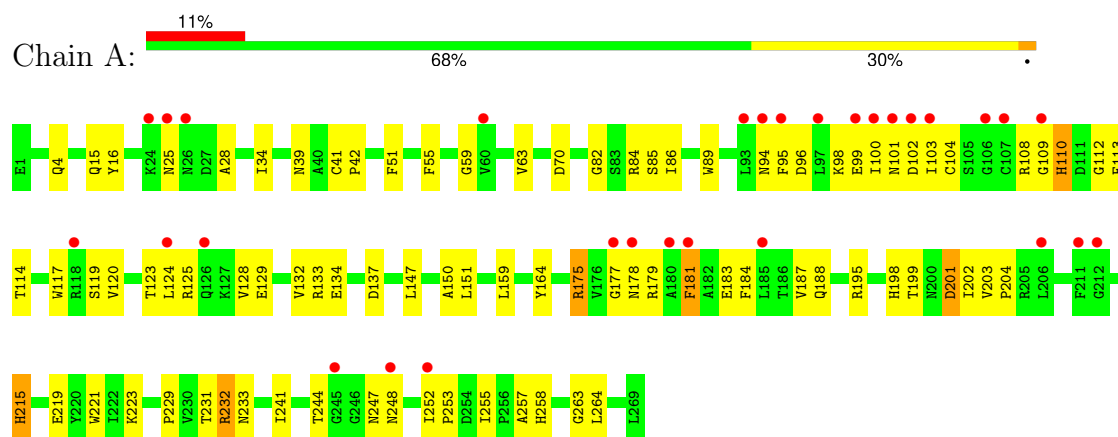 11%
Chain A:
68% 30% •
E1 Q4 Q15 Y16 K24 N25 N26 D27 A28 I34 N39 A40 C41 P42 F51 F55 G59 V60 V63 D70 G82 S83 R84 S85 I86 W89 L93 N94 F95 D96 L97 K98 E99 I100 N101 D102 I103 C104 S105 G106 C107 R108 G109 H110 D111 G112 F113
T114 W117 R118 S119 V120 T123 L124 R125 Q126 K127 V128 E129 V132 R133 E134 D137 L147 A150 L151 L159 Y164 R175 V176 G177 N178 R179 A180 F181 A182 E183 F184 L185 T186 V187 Q188 R195 H198 T199 N200 D201 I202 V203 P204 R205 L206 F211 G212
H215 E219 Y220 W221 I222 K223 P229 V230 T231 R232 N233 I241 T244 G245 G246 N247 N248 I252 P253 D254 I255 P256 A257 H258 G263 L264 L269